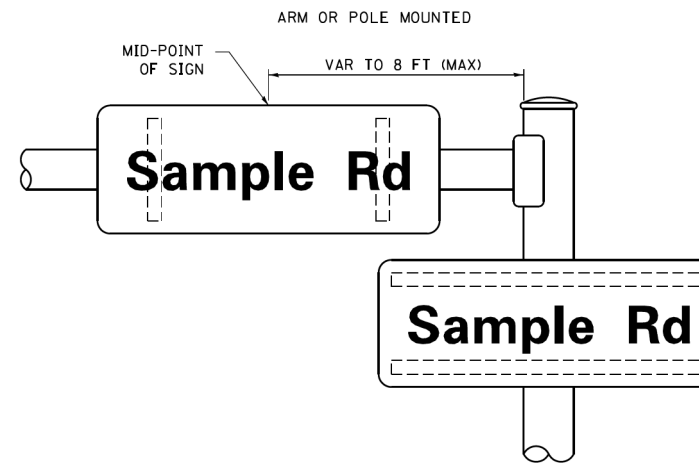 ARM OR POLE MOUNTED
MID-POINT
OF SIGN
VAR TO 8 FT (MAX)
Sample Rd
Sample Rd